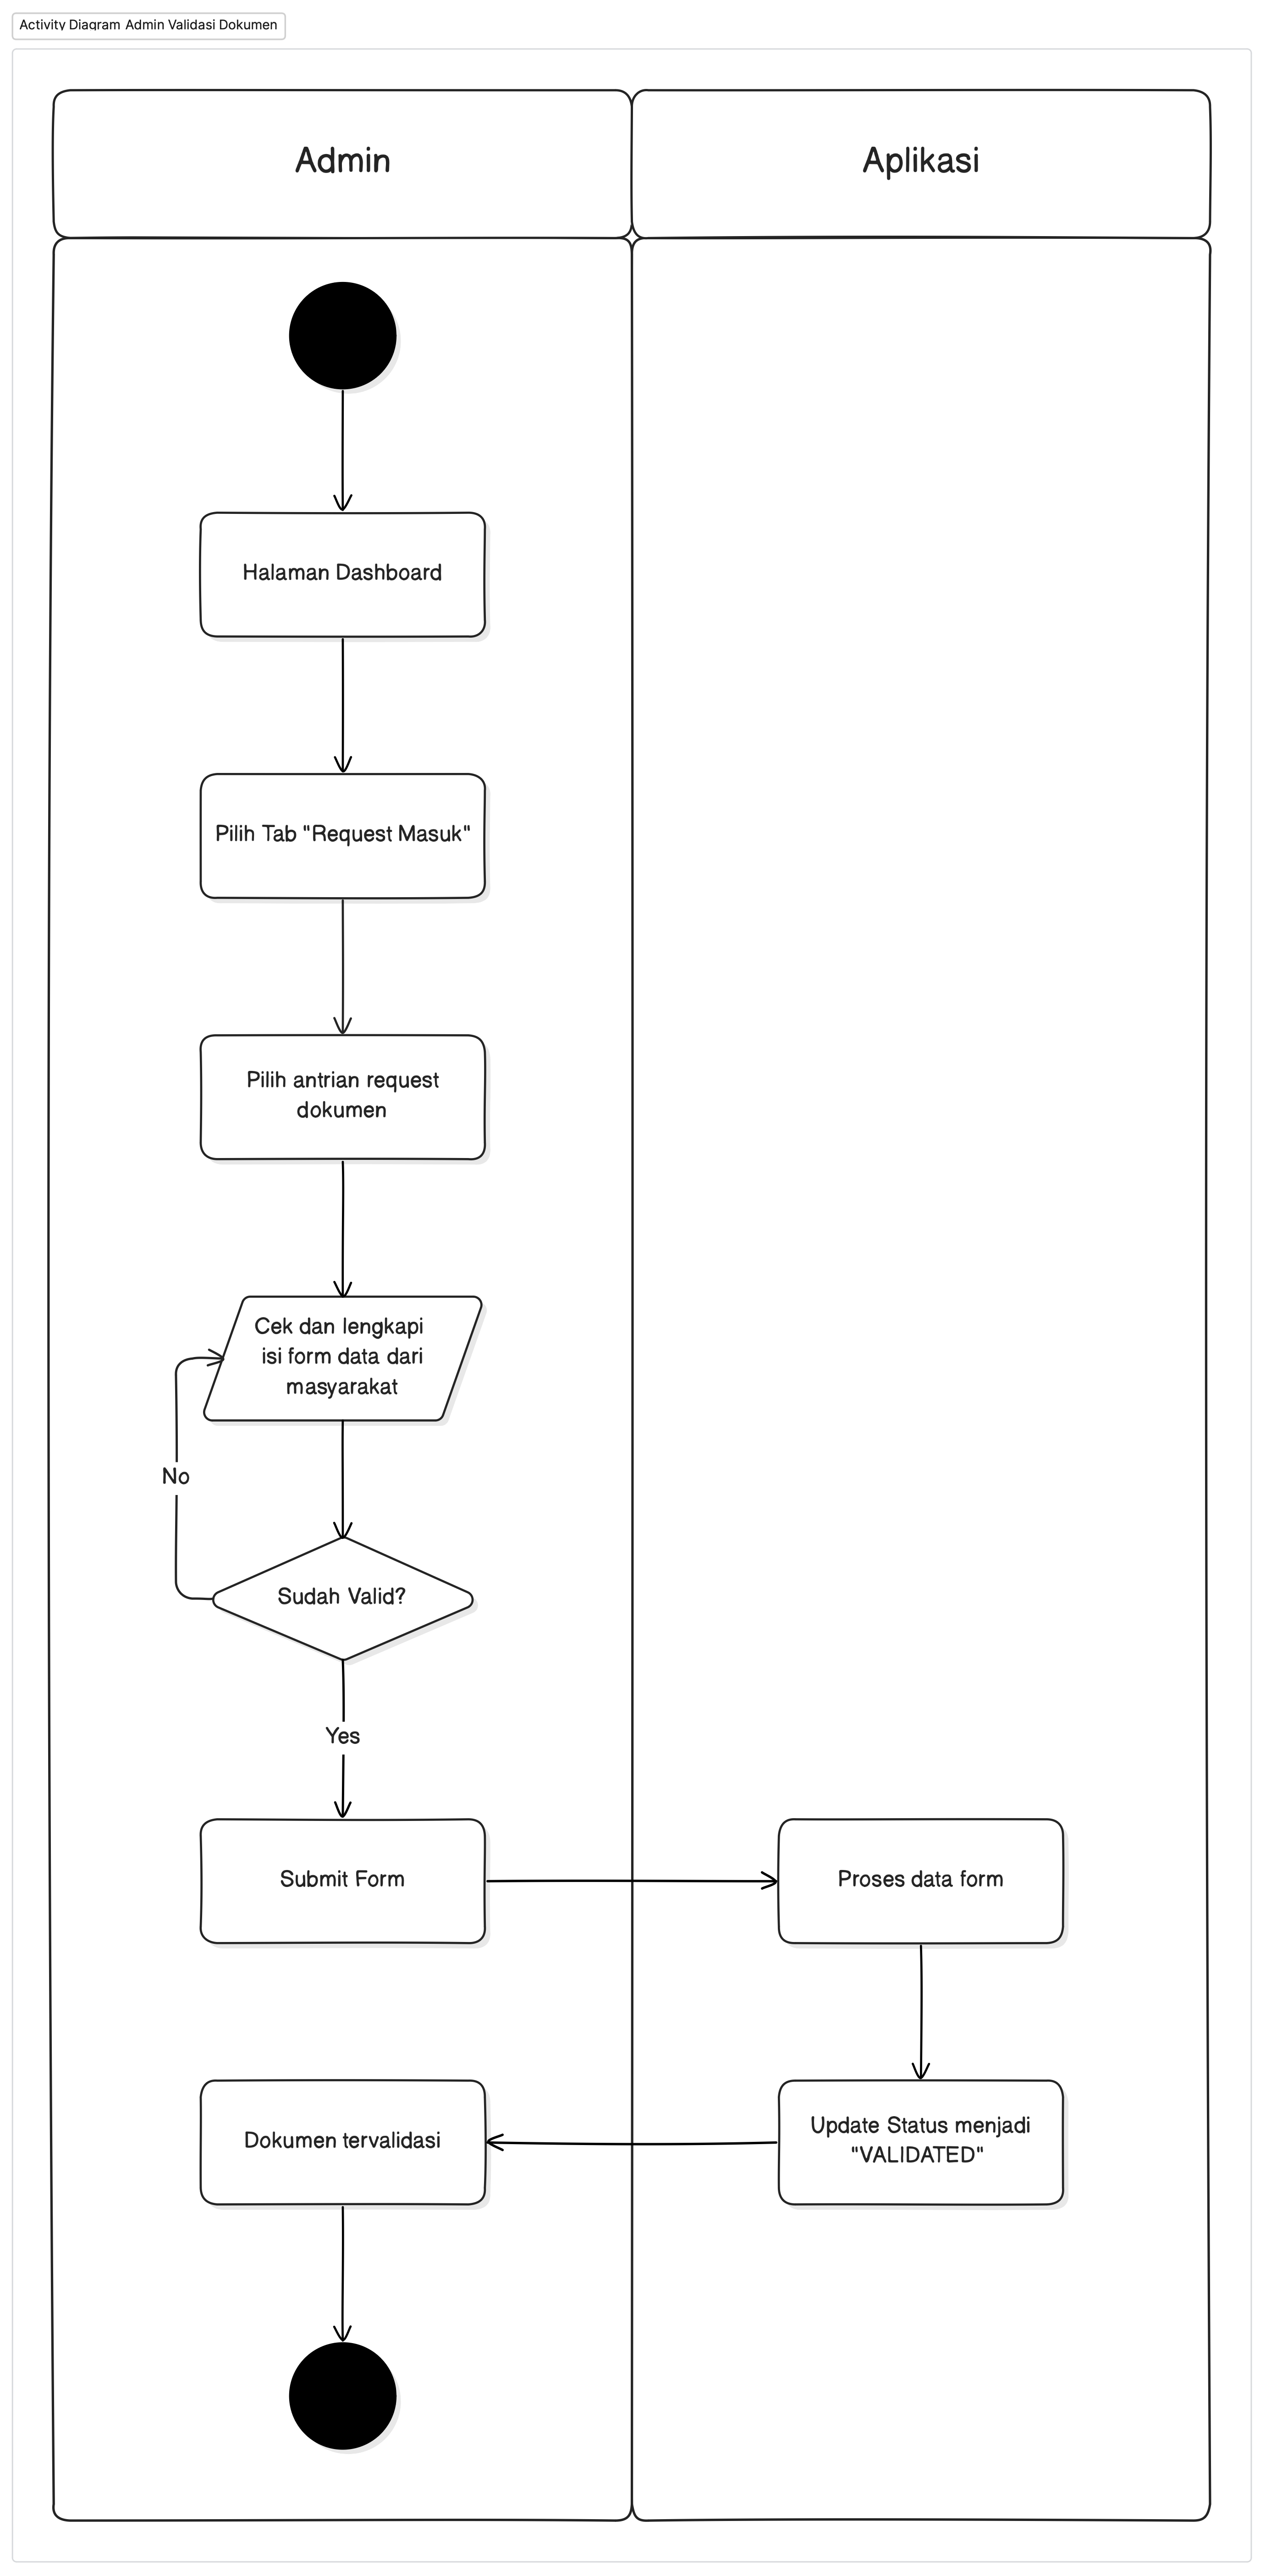 Activity Diagram Admin Validasi Dokumen
Admin
Aplikasi
Halaman Dashboard
Pilih Tab "Request Masuk"
Pilih antrian request
dokumen
Cek dan lengkapi
isi form data dari
masyarakat
No
Sudah Valid?
Yes
Submit Form
Proses data form
Dokumen tervalidasi
Update Status menjadi
"VALIDATED"